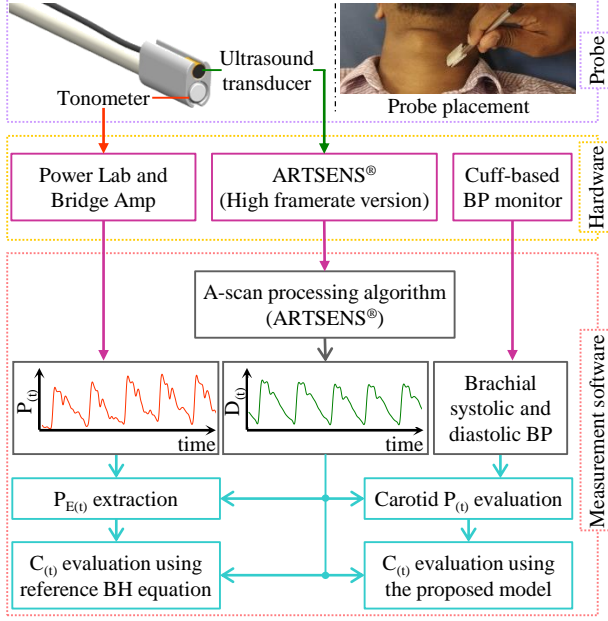 Ultrasound
transducer
Tonometer
Probe placement
Probe
Power Lab and
Bridge Amp
ARTSENS®
(High framerate version)
Cuff-based
BP monitor
Hardware
A-scan processing algorithm
(ARTSENS®)
P(t)
time
D(t)
time
Brachial
systolic and
diastolic BP
PE(t) extraction
Carotid P(t) evaluation
C(t) evaluation using
reference BH equation
C(t) evaluation using
the proposed model
Measurement software